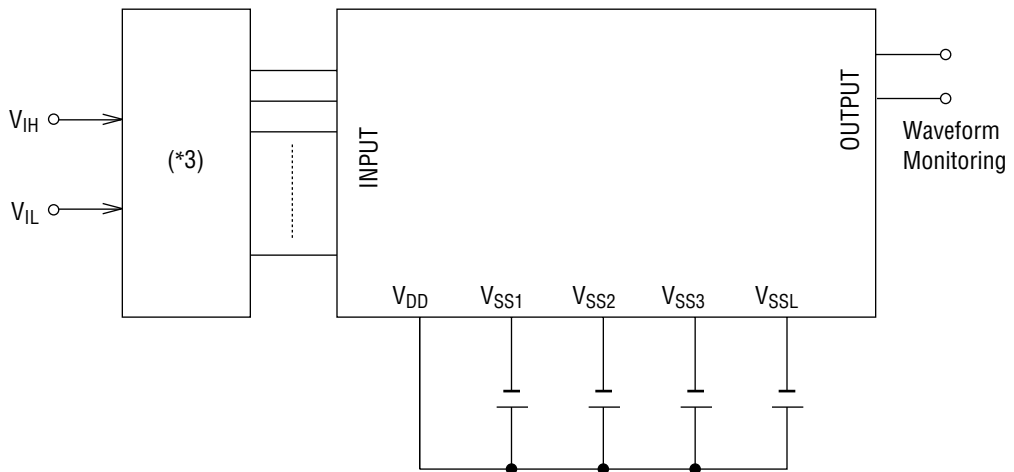 V_IH
V_IL
(*3)
INPUT
OUTPUT
Waveform
Monitoring
V_DD V_SS1 V_SS2 V_SS3 V_SSL